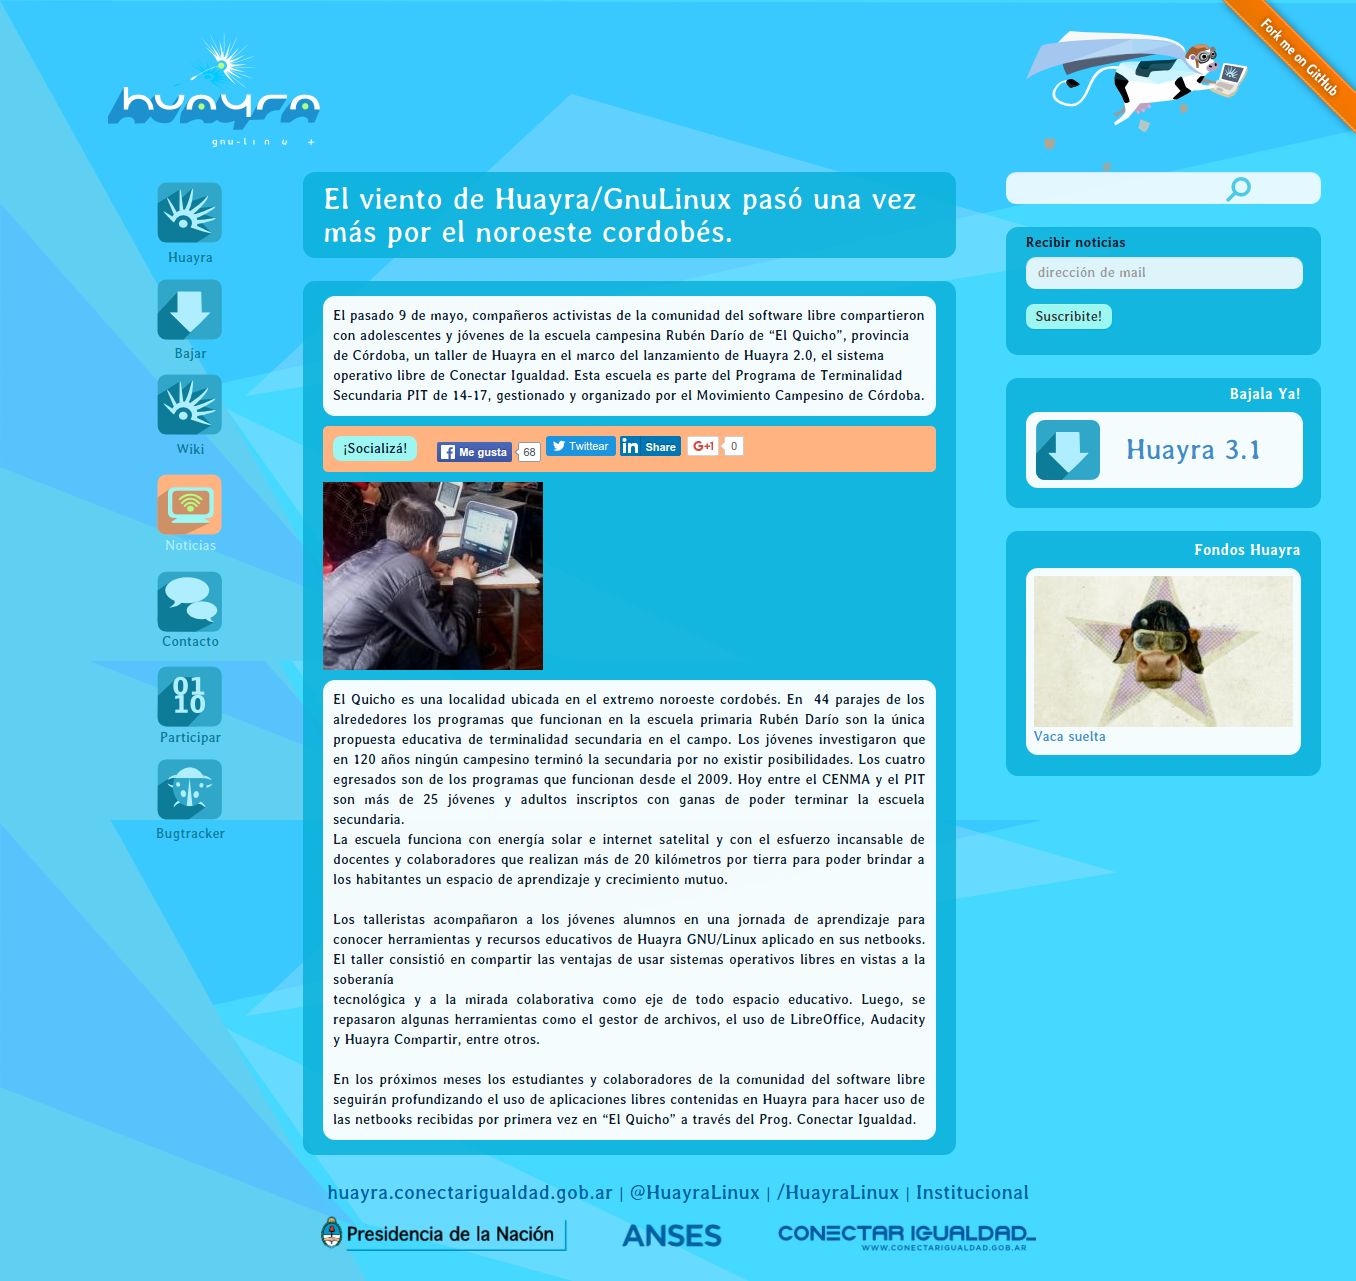 Fork me on GitHub
huayra
gnu-linux +
Huayra
Bajar
Wiki
Noticias
Contacto
01
10
Participar
Bugtracker
El viento de Huayra/GnuLinux pasó una vez
más por el noroeste cordobés.
El pasado 9 de mayo, compañeros activistas de la comunidad del software libre compartieron
con adolescentes y jóvenes de la escuela campesina Rubén Darío de “El Quicho”, provincia
de Córdoba, un taller de Huayra en el marco del lanzamiento de Huayra 2.0, el sistema
operativo libre de Conectar Igualdad. Esta escuela es parte del Programa de Terminalidad
Secundaria PIT de 14-17, gestionado y organizado por el Movimiento Campesino de Córdoba.
¡Socializá! Me gusta 68 Twittear in Share G+1 0
El Quicho es una localidad ubicada en el extremo noroeste cordobés. En 44 parajes de los
alrededores los programas que funcionan en la escuela primaria Rubén Darío son la única
propuesta educativa de terminalidad secundaria en el campo. Los jóvenes investigaron que
en 120 años ningún campesino terminó la secundaria por no existir posibilidades. Los cuatro
egresados son de los programas que funcionan desde el 2009. Hoy entre el CENMA y el PIT
son más de 25 jóvenes y adultos inscriptos con ganas de poder terminar la escuela
secundaria.
La escuela funciona con energía solar e internet satelital y con el esfuerzo incansable de
docentes y colaboradores que realizan más de 20 kilómetros por tierra para poder brindar a
los habitantes un espacio de aprendizaje y crecimiento mutuo.
Los talleristas acompañaron a los jóvenes alumnos en una jornada de aprendizaje para
conocer herramientas y recursos educativos de Huayra GNU/Linux aplicado en sus netbooks.
El taller consistió en compartir las ventajas de usar sistemas operativos libres en vistas a la
soberanía
tecnológica y a la mirada colaborativa como eje de todo espacio educativo. Luego, se
repasaron algunas herramientas como el gestor de archivos, el uso de LibreOffice, Audacity
y Huayra Compartir, entre otros.
En los próximos meses los estudiantes y colaboradores de la comunidad del software libre
seguirán profundizando el uso de aplicaciones libres contenidas en Huayra para hacer uso de
las netbooks recibidas por primera vez en “El Quicho” a través del Prog. Conectar Igualdad.
Recibir noticias
dirección de mail
Suscribite!
Bajala Ya!
Huayra 3.1
Fondos Huayra
Vaca suelta
huayra.conectarigualdad.gob.ar | @HuayraLinux | /HuayraLinux | Institucional
Presidencia de la Nación
ANSES
CONECTAR IGUALDAD_
WWW.CONECTARIGUALDAD.GOB.AR